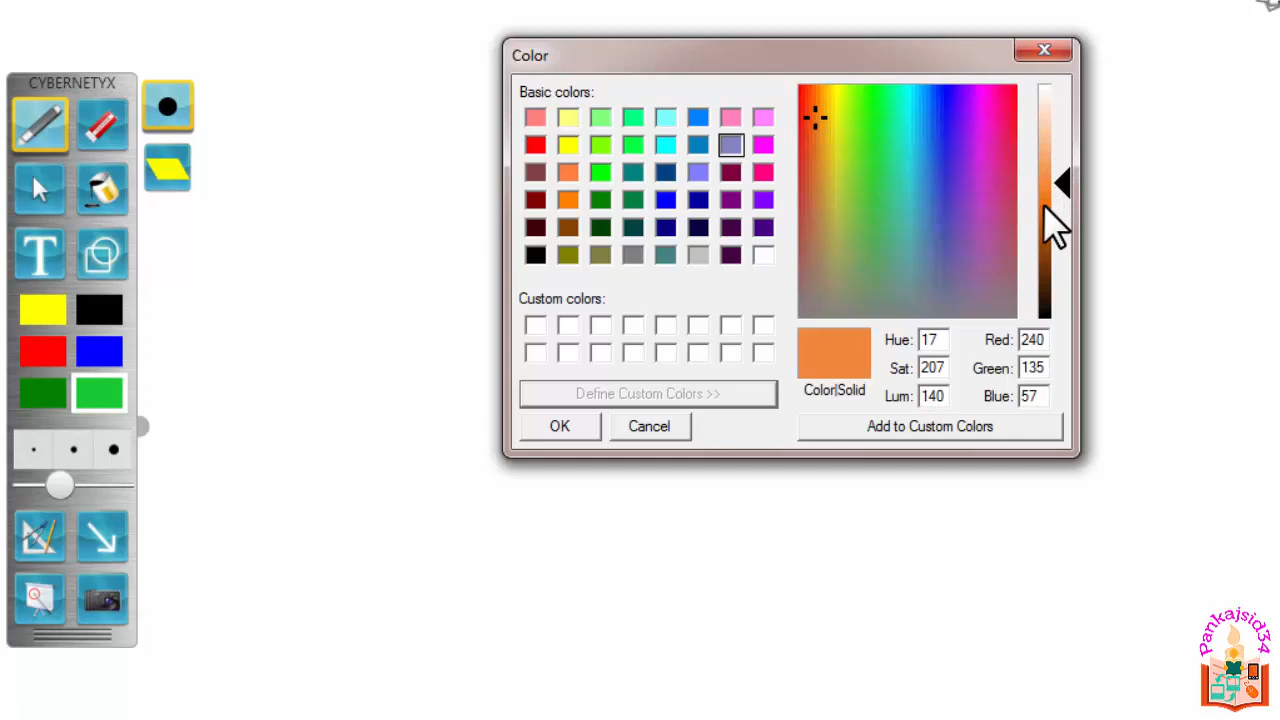 Color
CYBERNETYX
Basic colors:
T
Custom colors:
Hue: 17
Red: 240
Sat: 207
Green: 135
Color|Solid
Lum: 140
Blue: 57
Define Custom Colors >>
OK
Cancel
Add to Custom Colors
Pankajsid34